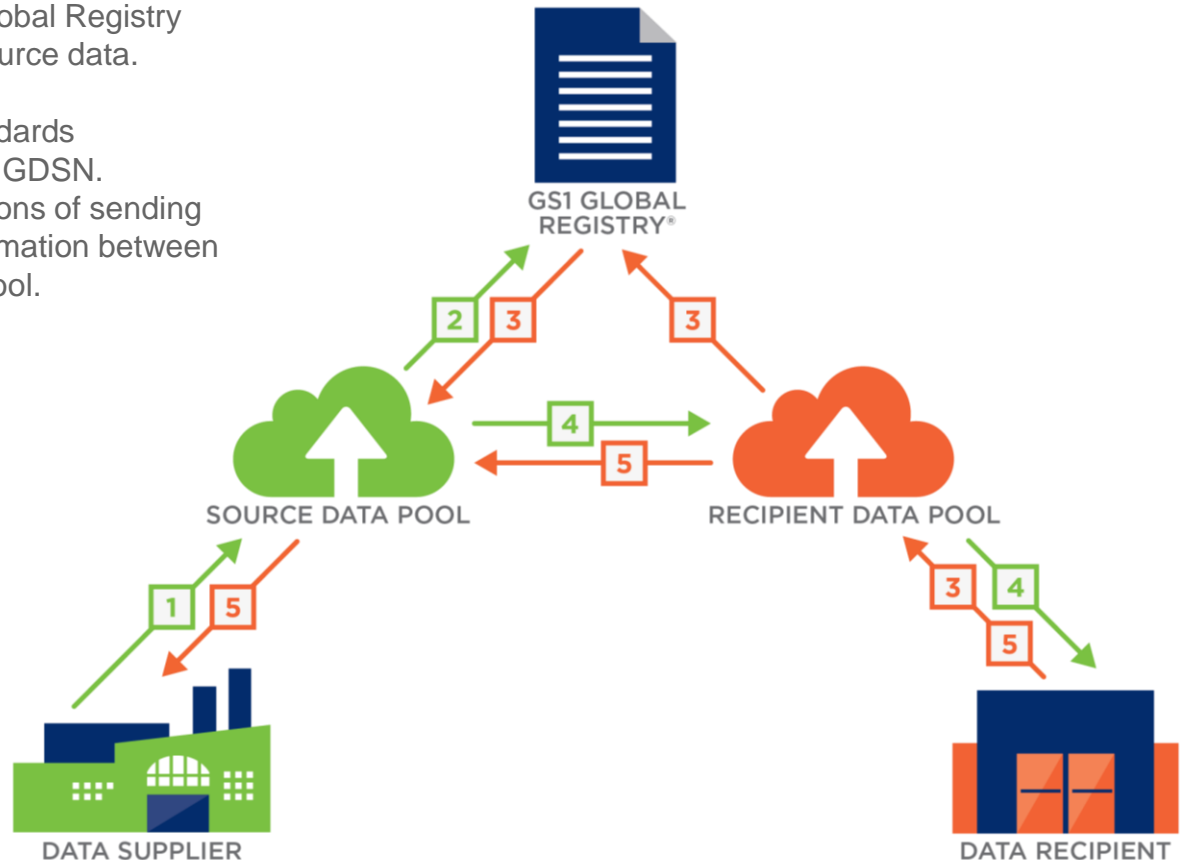 obal Registry
urce data.
dards
GDSN.
ons of sending
mation between
ool.
GS1 GLOBAL
REGISTRY®
2
3
3
4
5
SOURCE DATA POOL
RECIPIENT DATA POOL
1
5
3
4
5
DATA SUPPLIER
DATA RECIPIENT